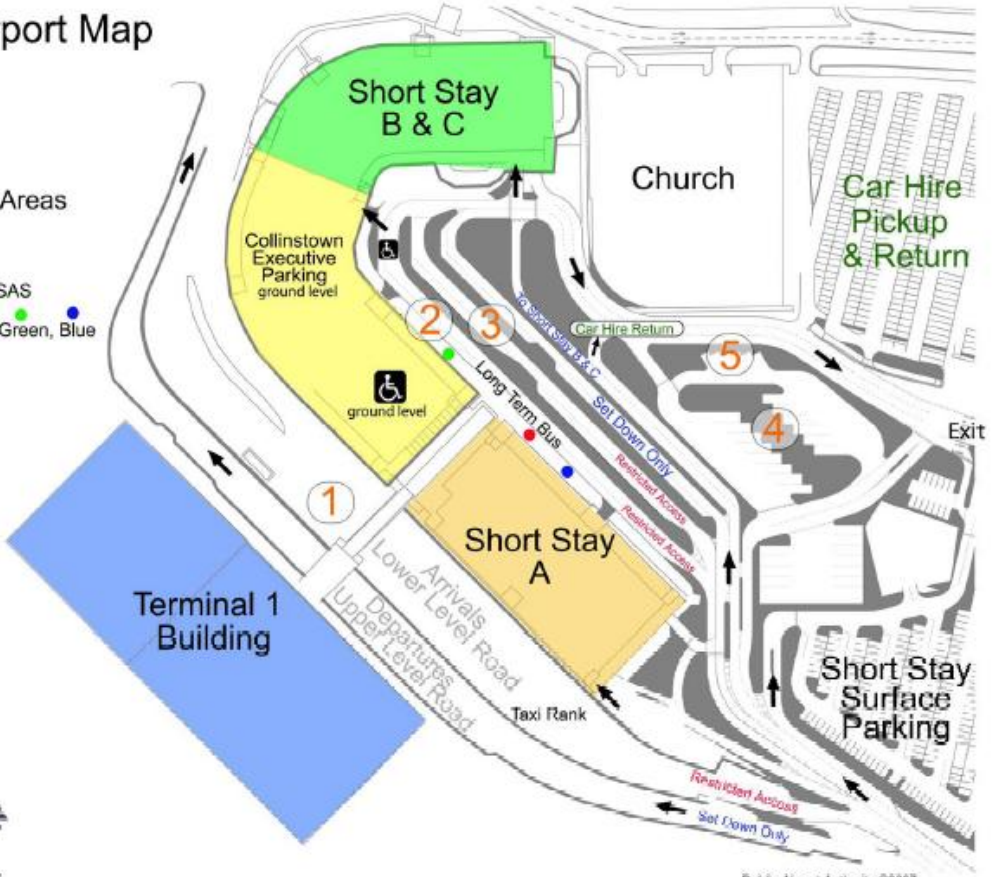 port Map
Short Stay
B & C
Church
Car Hire
Pickup
& Return
Areas
Collinstown
Executive
Parking
ground level
SAS
Green, Blue
2
3
To Short Stay B & C
Car Hire Return
5
ground level
Long Term Bus
Set Down Only
4
Exit
Restricted Access
Restricted Access
1
Short Stay
A
Terminal 1
Building
Arrivals
Lower Level Road
Departures
Upper Level Road
Taxi Rank
Short Stay
Surface
Parking
Restricted Access
Set Down Only